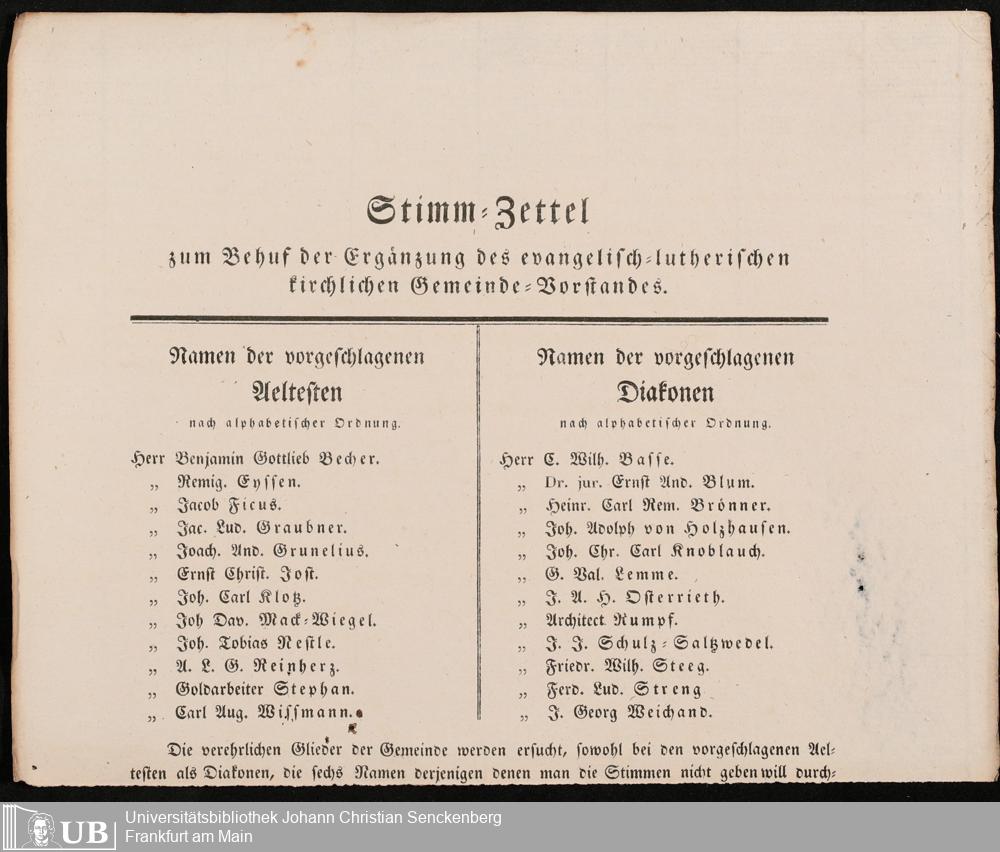 Stimm-Zettel
zum Behuf der Ergänzung des evangelisch-lutherischen
kirchlichen Gemeinde-Vorstandes.
Namen der vorgeschlagenen
Aeltesten
nach alphabetischer Ordnung.
Herr Benjamin Gottlieb Becher.
„ Remig. Eyssen.
„ Jacob Ficus.
„ Jac. Lud. Graubner.
„ Joach. And. Grunelius.
„ Ernst Christ. Jost.
„ Joh. Carl Klotz.
„ Joh Dav. Mack-Wiegel.
„ Joh. Tobias Nestle.
„ A. L. G. Reinherz.
„ Goldarbeiter Stephan.
„ Carl Aug. Wissmann.
Namen der vorgeschlagenen
Diakonen
nach alphabetischer Ordnung.
Herr C. Wilh. Basse.
„ Dr. jur. Ernst And. Blum.
„ Heinr. Carl Rem. Brönner.
„ Joh. Adolph von Holzhausen.
„ Joh. Chr. Carl Knoblauch.
„ G. Val. Lemme.
„ J. A. H. Osterrieth.
„ Architect Rumpf.
„ J. J. Schulz-Saltzwedel.
„ Friedr. Wilh. Steeg.
„ Ferd. Lud. Streng
„ J. Georg Weichand.
Die verehrlichen Glieder der Gemeinde werden ersucht, sowohl bei den vorgeschlagenen Ael-
testen als Diakonen, die sechs Namen derjenigen denen man die Stimmen nicht geben will durch-
UB
Universitätsbibliothek Johann Christian Senckenberg
Frankfurt am Main